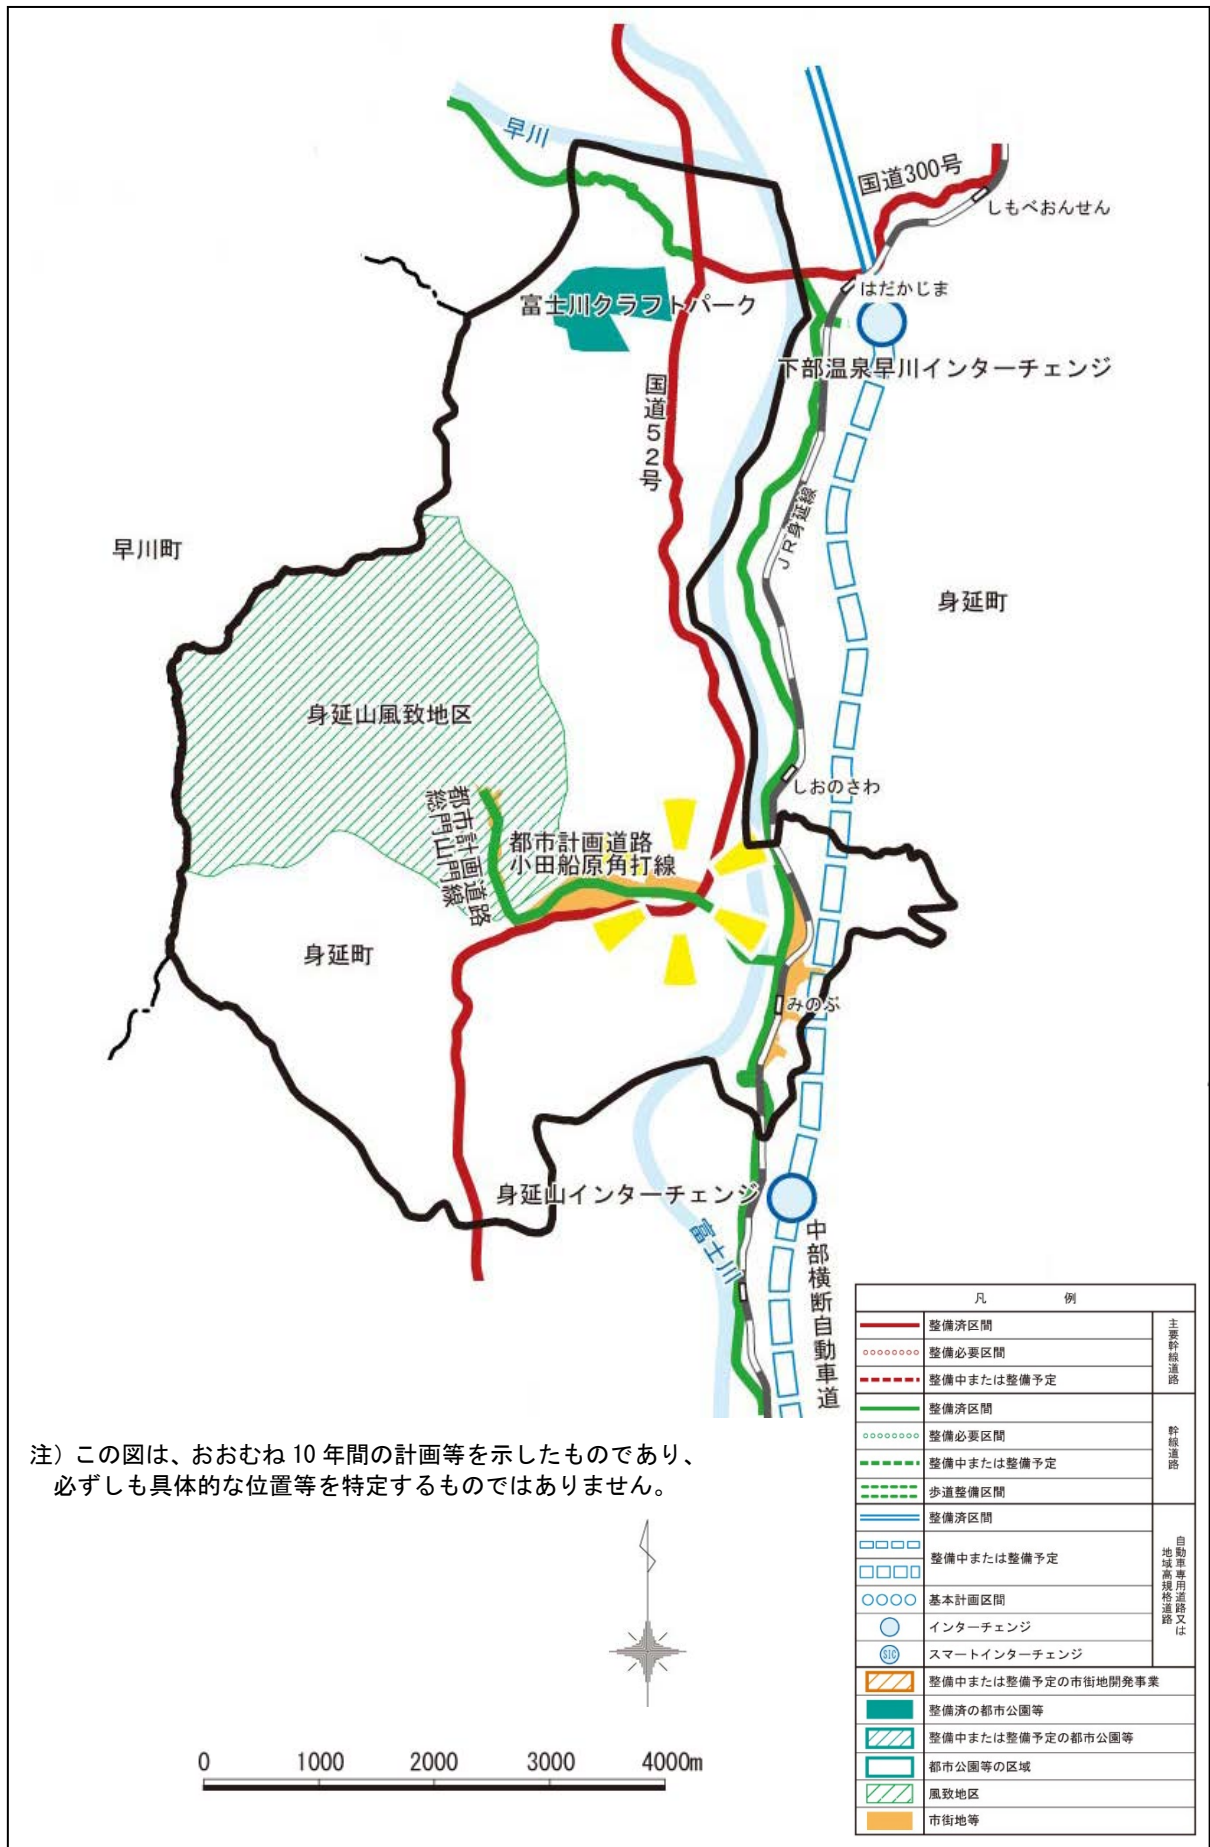 早川
国道300号
しもべおんせん
はだかじま
富士川クラフトパーク
下部温泉早川インターチェンジ
国道52号
JR身延線
早川町
身延町
身延山風致地区
しおのさわ
都市計画道路
総門山門線
都市計画道路
小田船原角打線
身延町
みのぶ
身延山インターチェンジ
富士川
中部横断自動車道
凡 例
整備済区間
整備必要区間
整備中または整備予定
主要幹線道路
整備済区間
整備必要区間
整備中または整備予定
歩道整備区間
幹線道路
整備済区間
整備中または整備予定
基本計画区間
インターチェンジ
SIC
スマートインターチェンジ
自動車専用道路又は
地域高規格道路
整備中または整備予定の市街地開発事業
整備済の都市公園等
整備中または整備予定の都市公園等
都市公園等の区域
風致地区
市街地等
注）この図は、おおむね 10 年間の計画等を示したものであり、
必ずしも具体的な位置等を特定するものではありません。
0 1000 2000 3000 4000m